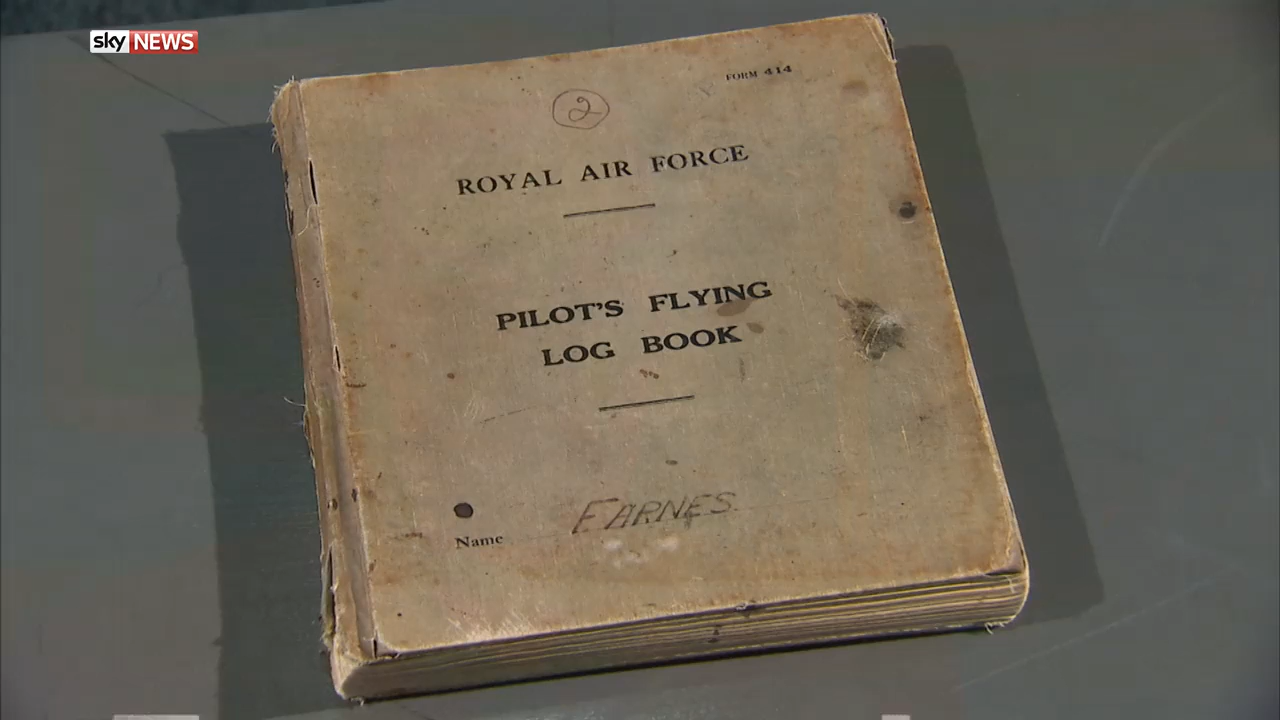 sky NEWS
FORM 414
2
ROYAL AIR FORCE
PILOT'S FLYING
LOG BOOK
Name FARNES